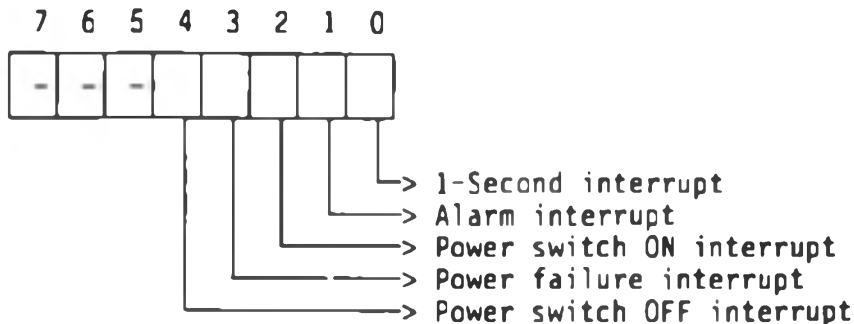 7 6 5 4 3 2 1 0
- - -
1-Second interrupt
Alarm interrupt
Power switch ON interrupt
Power failure interrupt
Power switch OFF interrupt